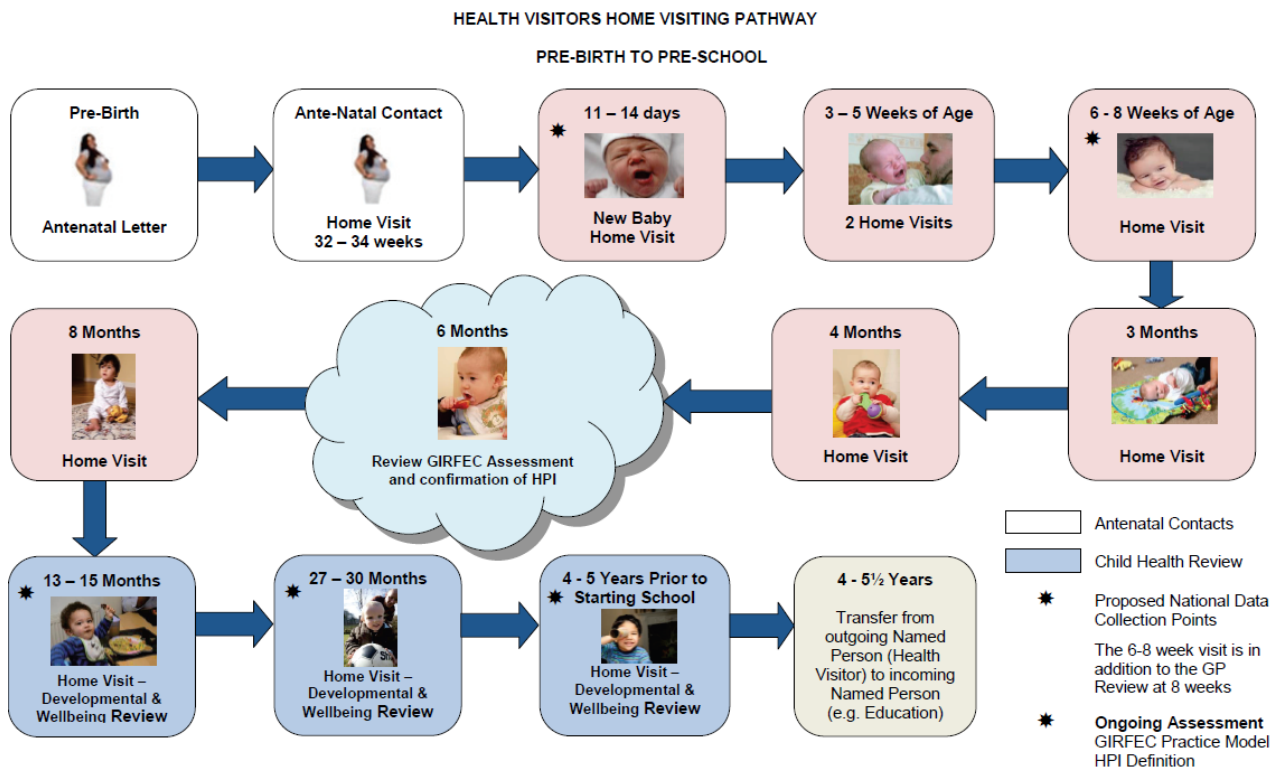 HEALTH VISITORS HOME VISITING PATHWAY
PRE-BIRTH TO PRE-SCHOOL
Pre-Birth
Antenatal Letter
Ante-Natal Contact
Home Visit
32 – 34 weeks
11 – 14 days
New Baby
Home Visit
3 – 5 Weeks of Age
2 Home Visits
6 - 8 Weeks of Age
Home Visit
3 Months
Home Visit
4 Months
Home Visit
6 Months
Review GIRFEC Assessment
and confirmation of HPI
8 Months
Home Visit
13 – 15 Months
Home Visit –
Developmental &
Wellbeing Review
27 – 30 Months
Home Visit –
Developmental &
Wellbeing Review
4 - 5 Years Prior to
Starting School
Home Visit –
Developmental &
Wellbeing Review
4 - 5½ Years
Transfer from
outgoing Named
Person (Health
Visitor) to incoming
Named Person
(e.g. Education)
Antenatal Contacts
Child Health Review
Proposed National Data
Collection Points
The 6-8 week visit is in
addition to the GP
Review at 8 weeks
Ongoing Assessment
GIRFEC Practice Model
HPI Definition